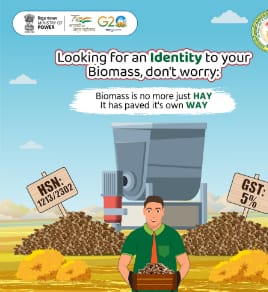 MINISTRY OF
POWER
G20
Looking for an Identity to your
Biomass, don't worry:
Biomass is no more just HAY
It has paved it's own WAY
HSN:
1213/2302
GST:
5%